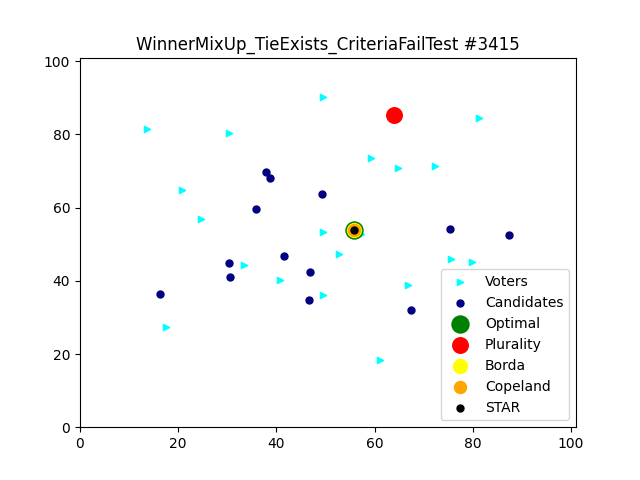 WinnerMixUp_TieExists_CriteriaFailTest #3415
100
80
60
40
20
0
0 20 40 60 80 100
Voters
Candidates
Optimal
Plurality
Borda
Copeland
STAR